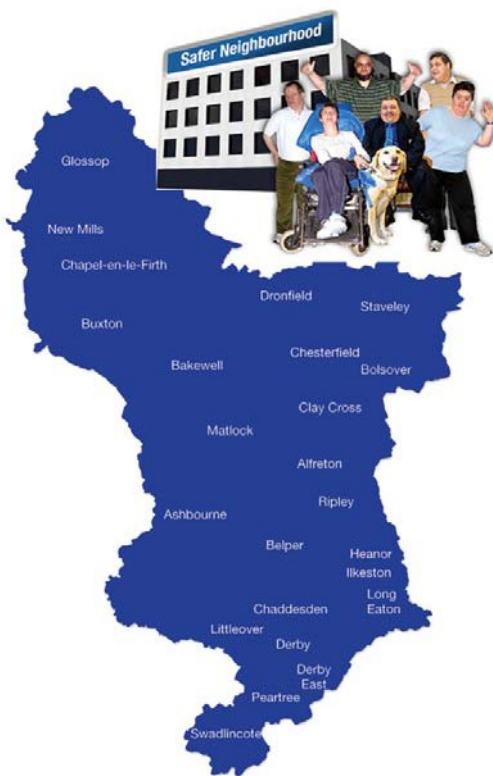 Safer Neighbourhood
Glossop
New Mills
Chapel-en-le-Firth
Dronfield
Staveley
Buxton
Chesterfield
Bakewell
Bolsover
Clay Cross
Matlock
Alfreton
Ripley
Ashbourne
Belper
Heanor
Ilkeston
Long
Eaton
Chaddesden
Littleover
Derby
Derby
East
Peartree
Swadlincote